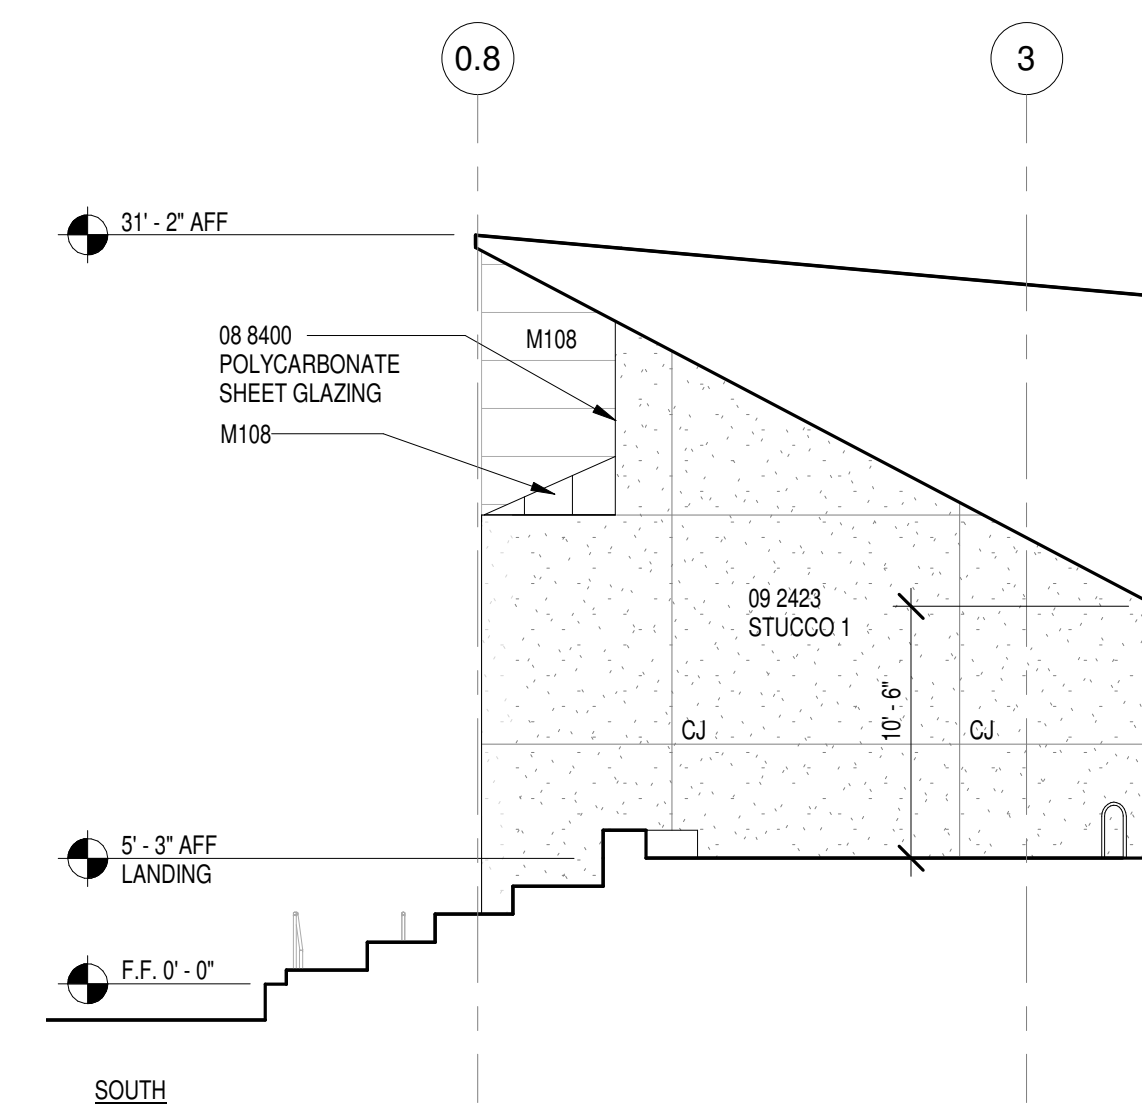 0.8
3
31' - 2" AFF
08 8400
POLYCARBONATE
SHEET GLAZING
M108
M108
09 2423
STUCCO 1
10' - 6"
CJ
CJ
5' - 3" AFF
LANDING
F.F. 0' - 0"
SOUTH